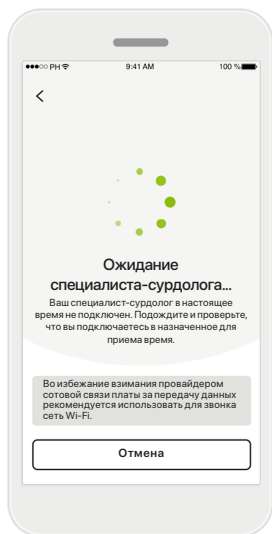 PH 9:41 AM 100 %
Ожидание
специалиста-сурдолога...
Ваш специалист-сурдолог в настоящее
время не подключен. Подождите и проверьте,
что вы подключаетесь в назначенное для
приема время.
Во избежание взимания провайдером
сотовой связи платы за передачу данных
рекомендуется использовать для звонка
сеть Wi-Fi.
Отмена